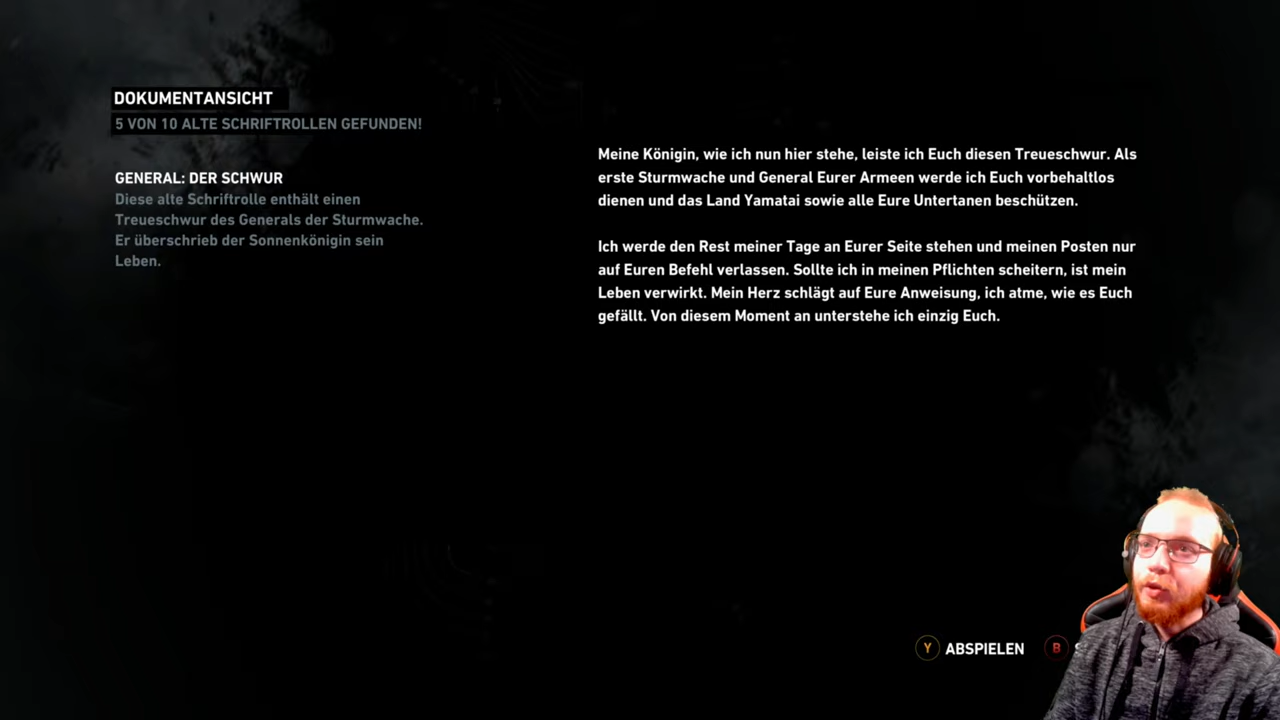 DOKUMENTANSICHT
5 VON 10 ALTE SCHRIFTROLLEN GEFUNDEN!
GENERAL: DER SCHWUR
Diese alte Schriftrolle enthält einen
Treueschwur des Generals der Sturmwache.
Er überschrieb der Sonnenkönigin sein
Leben.
Meine Königin, wie ich nun hier stehe, leiste ich Euch diesen Treueschwur. Als
erste Sturmwache und General Eurer Armeen werde ich Euch vorbehaltlos
dienen und das Land Yamatai sowie alle Eure Untertanen beschützen.
Ich werde den Rest meiner Tage an Eurer Seite stehen und meinen Posten nur
auf Euren Befehl verlassen. Sollte ich in meinen Pflichten scheitern, ist mein
Leben verwirkt. Mein Herz schlägt auf Eure Anweisung, ich atme, wie es Euch
gefällt. Von diesem Moment an unterstehe ich einzig Euch.
Y ABSPIELEN B